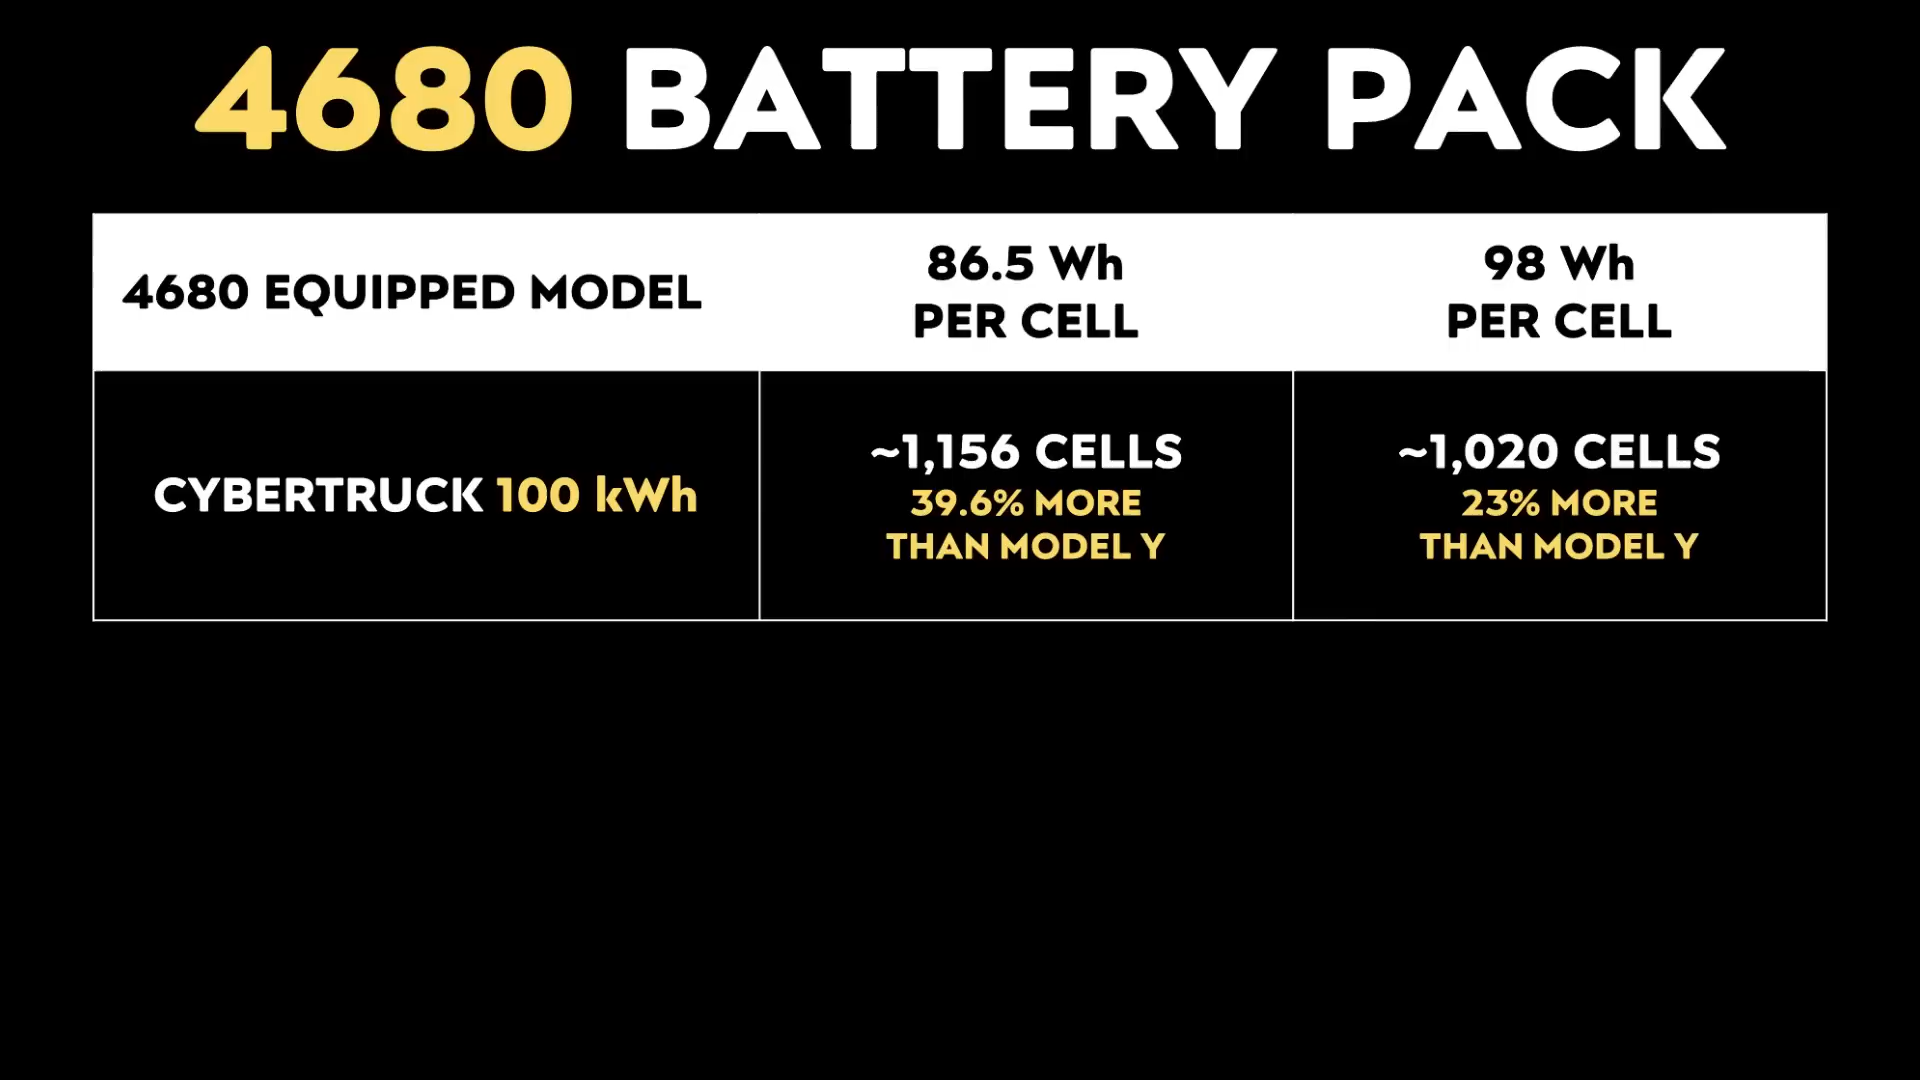 4680 BATTERY PACK
4680 EQUIPPED MODEL
86.5 Wh
PER CELL
98 Wh
PER CELL
CYBERTRUCK 100 kWh
~1,156 CELLS
39.6% MORE
THAN MODEL Y
~1,020 CELLS
23% MORE
THAN MODEL Y